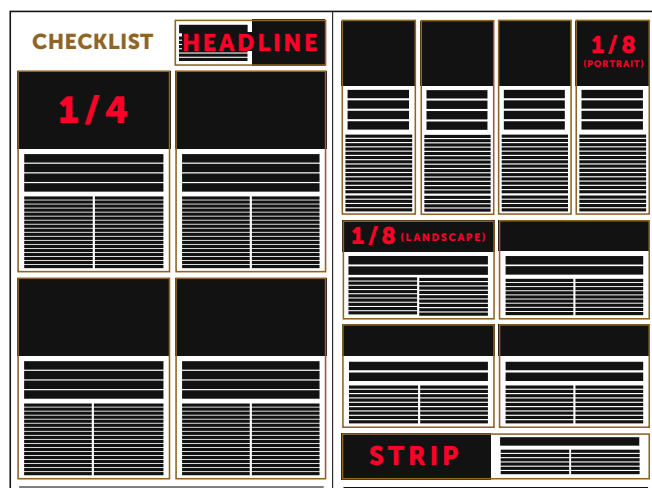 CHECKLIST
HEADLINE
1/4
1/8
(PORTRAIT)
1/8 (LANDSCAPE)
STRIP